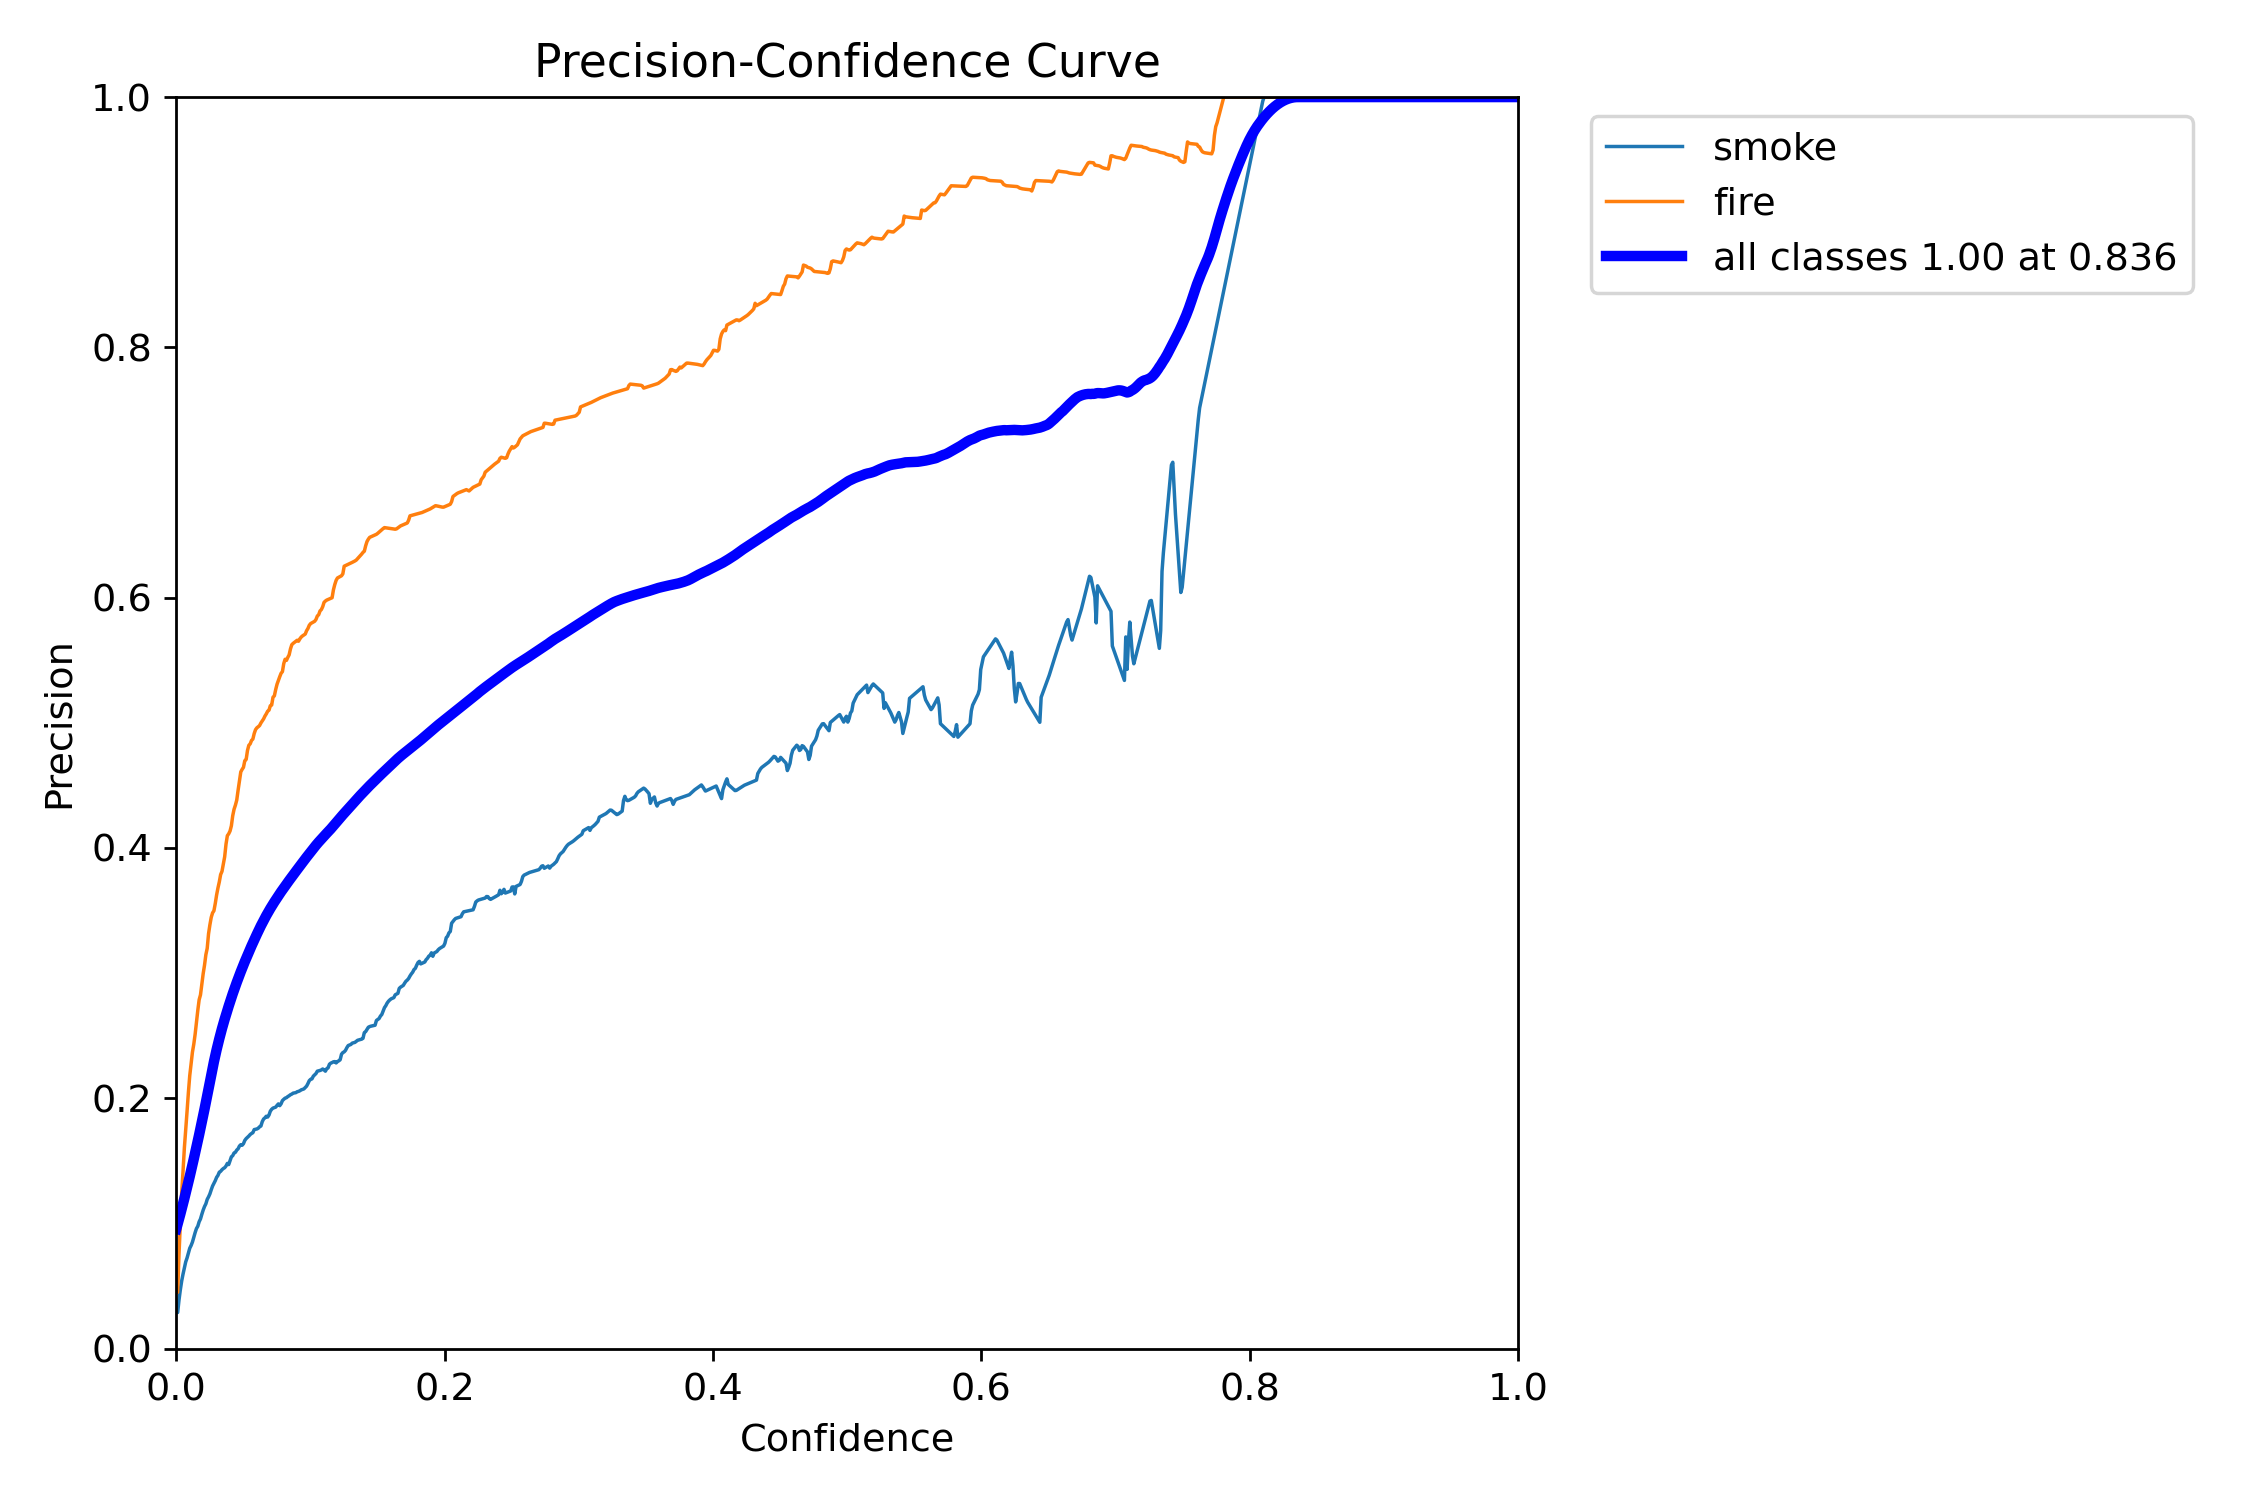 Precision-Confidence Curve
1.0
0.8
0.6
0.4
0.2
0.0
Precision
0.0 0.2 0.4 0.6 0.8 1.0
Confidence
smoke
fire
all classes 1.00 at 0.836